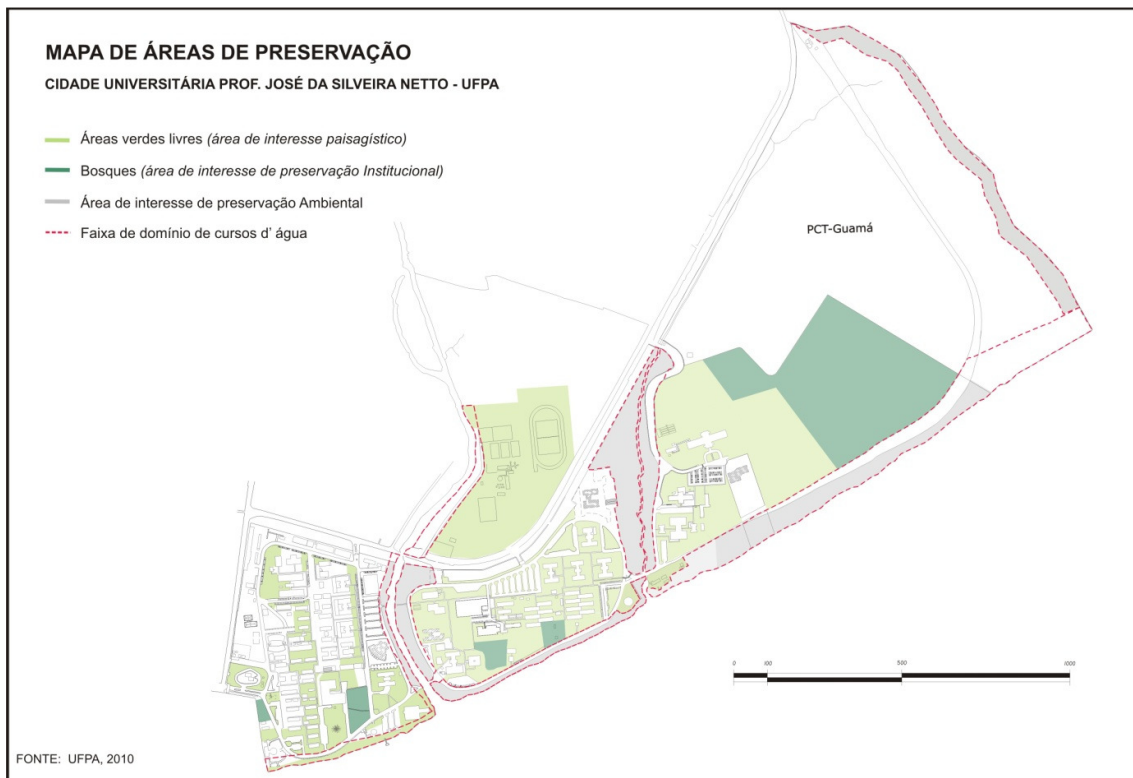 MAPA DE ÁREAS DE PRESERVAÇÃO
CIDADE UNIVERSITÁRIA PROF. JOSÉ DA SILVEIRA NETTO - UFPA
Áreas verdes livres (área de interesse paisagístico)
Bosques (área de interesse de preservação Institucional)
Área de interesse de preservação Ambiental
Faixa de domínio de cursos d' água
PCT-Guamá
0 100 500 1000
FONTE: UFPA, 2010